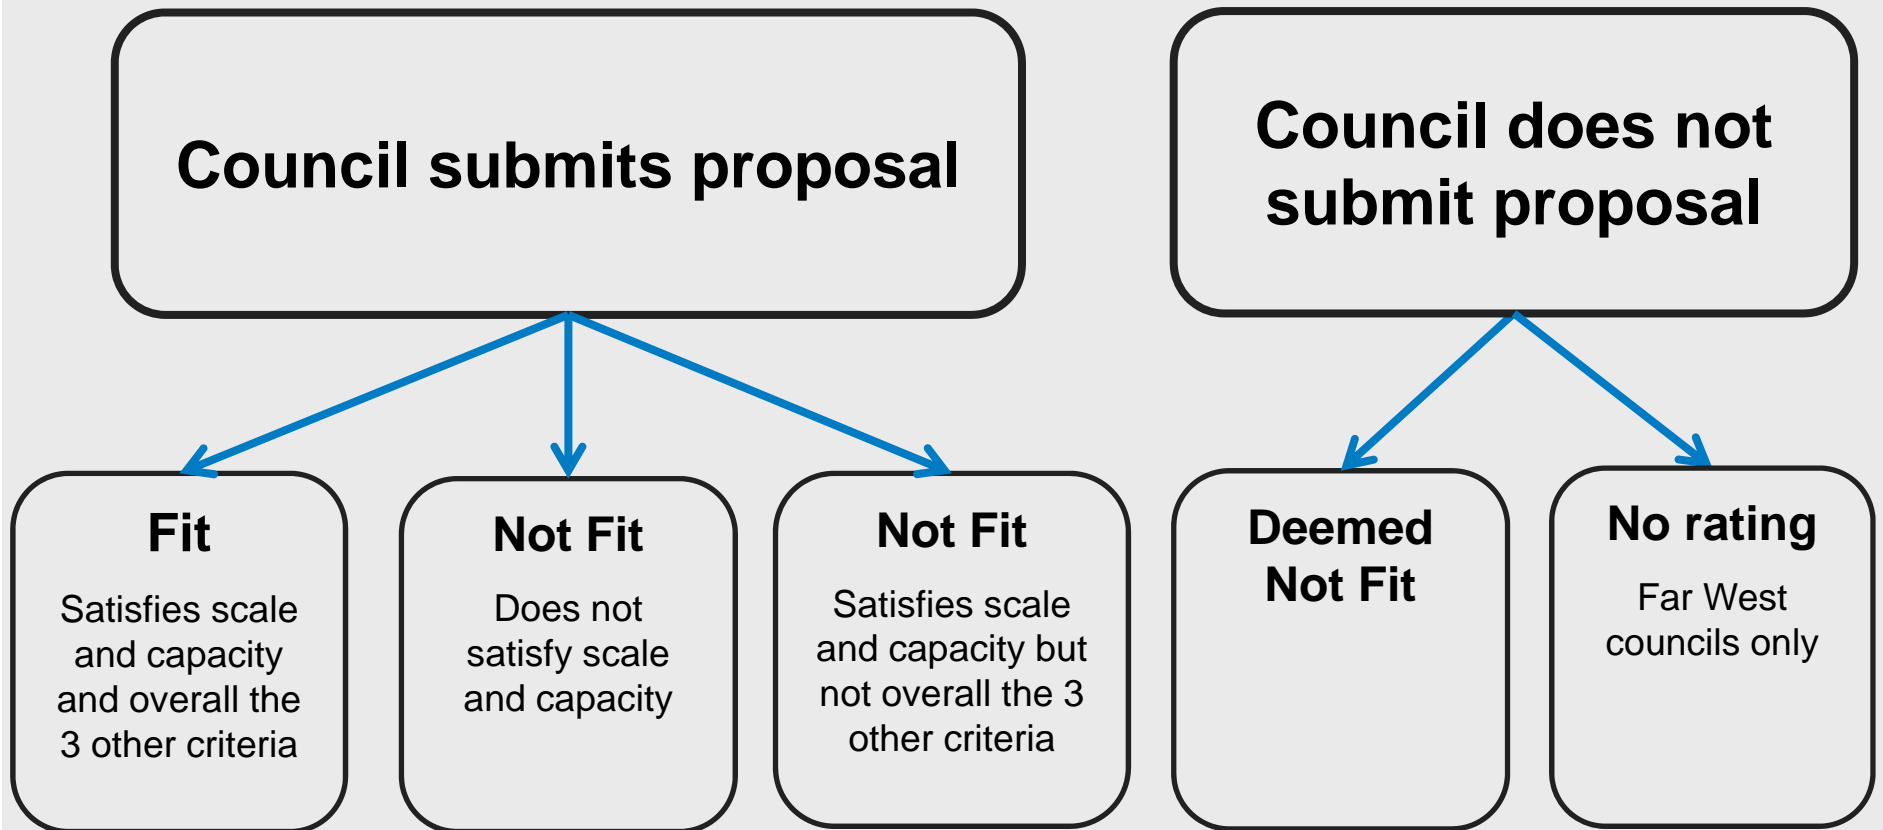 Council submits proposal
Council does not
submit proposal
Fit
Satisfies scale
and capacity
and overall the
3 other criteria
Not Fit
Does not
satisfy scale
and capacity
Not Fit
Satisfies scale
and capacity but
not overall the 3
other criteria
Deemed
Not Fit
No rating
Far West
councils only